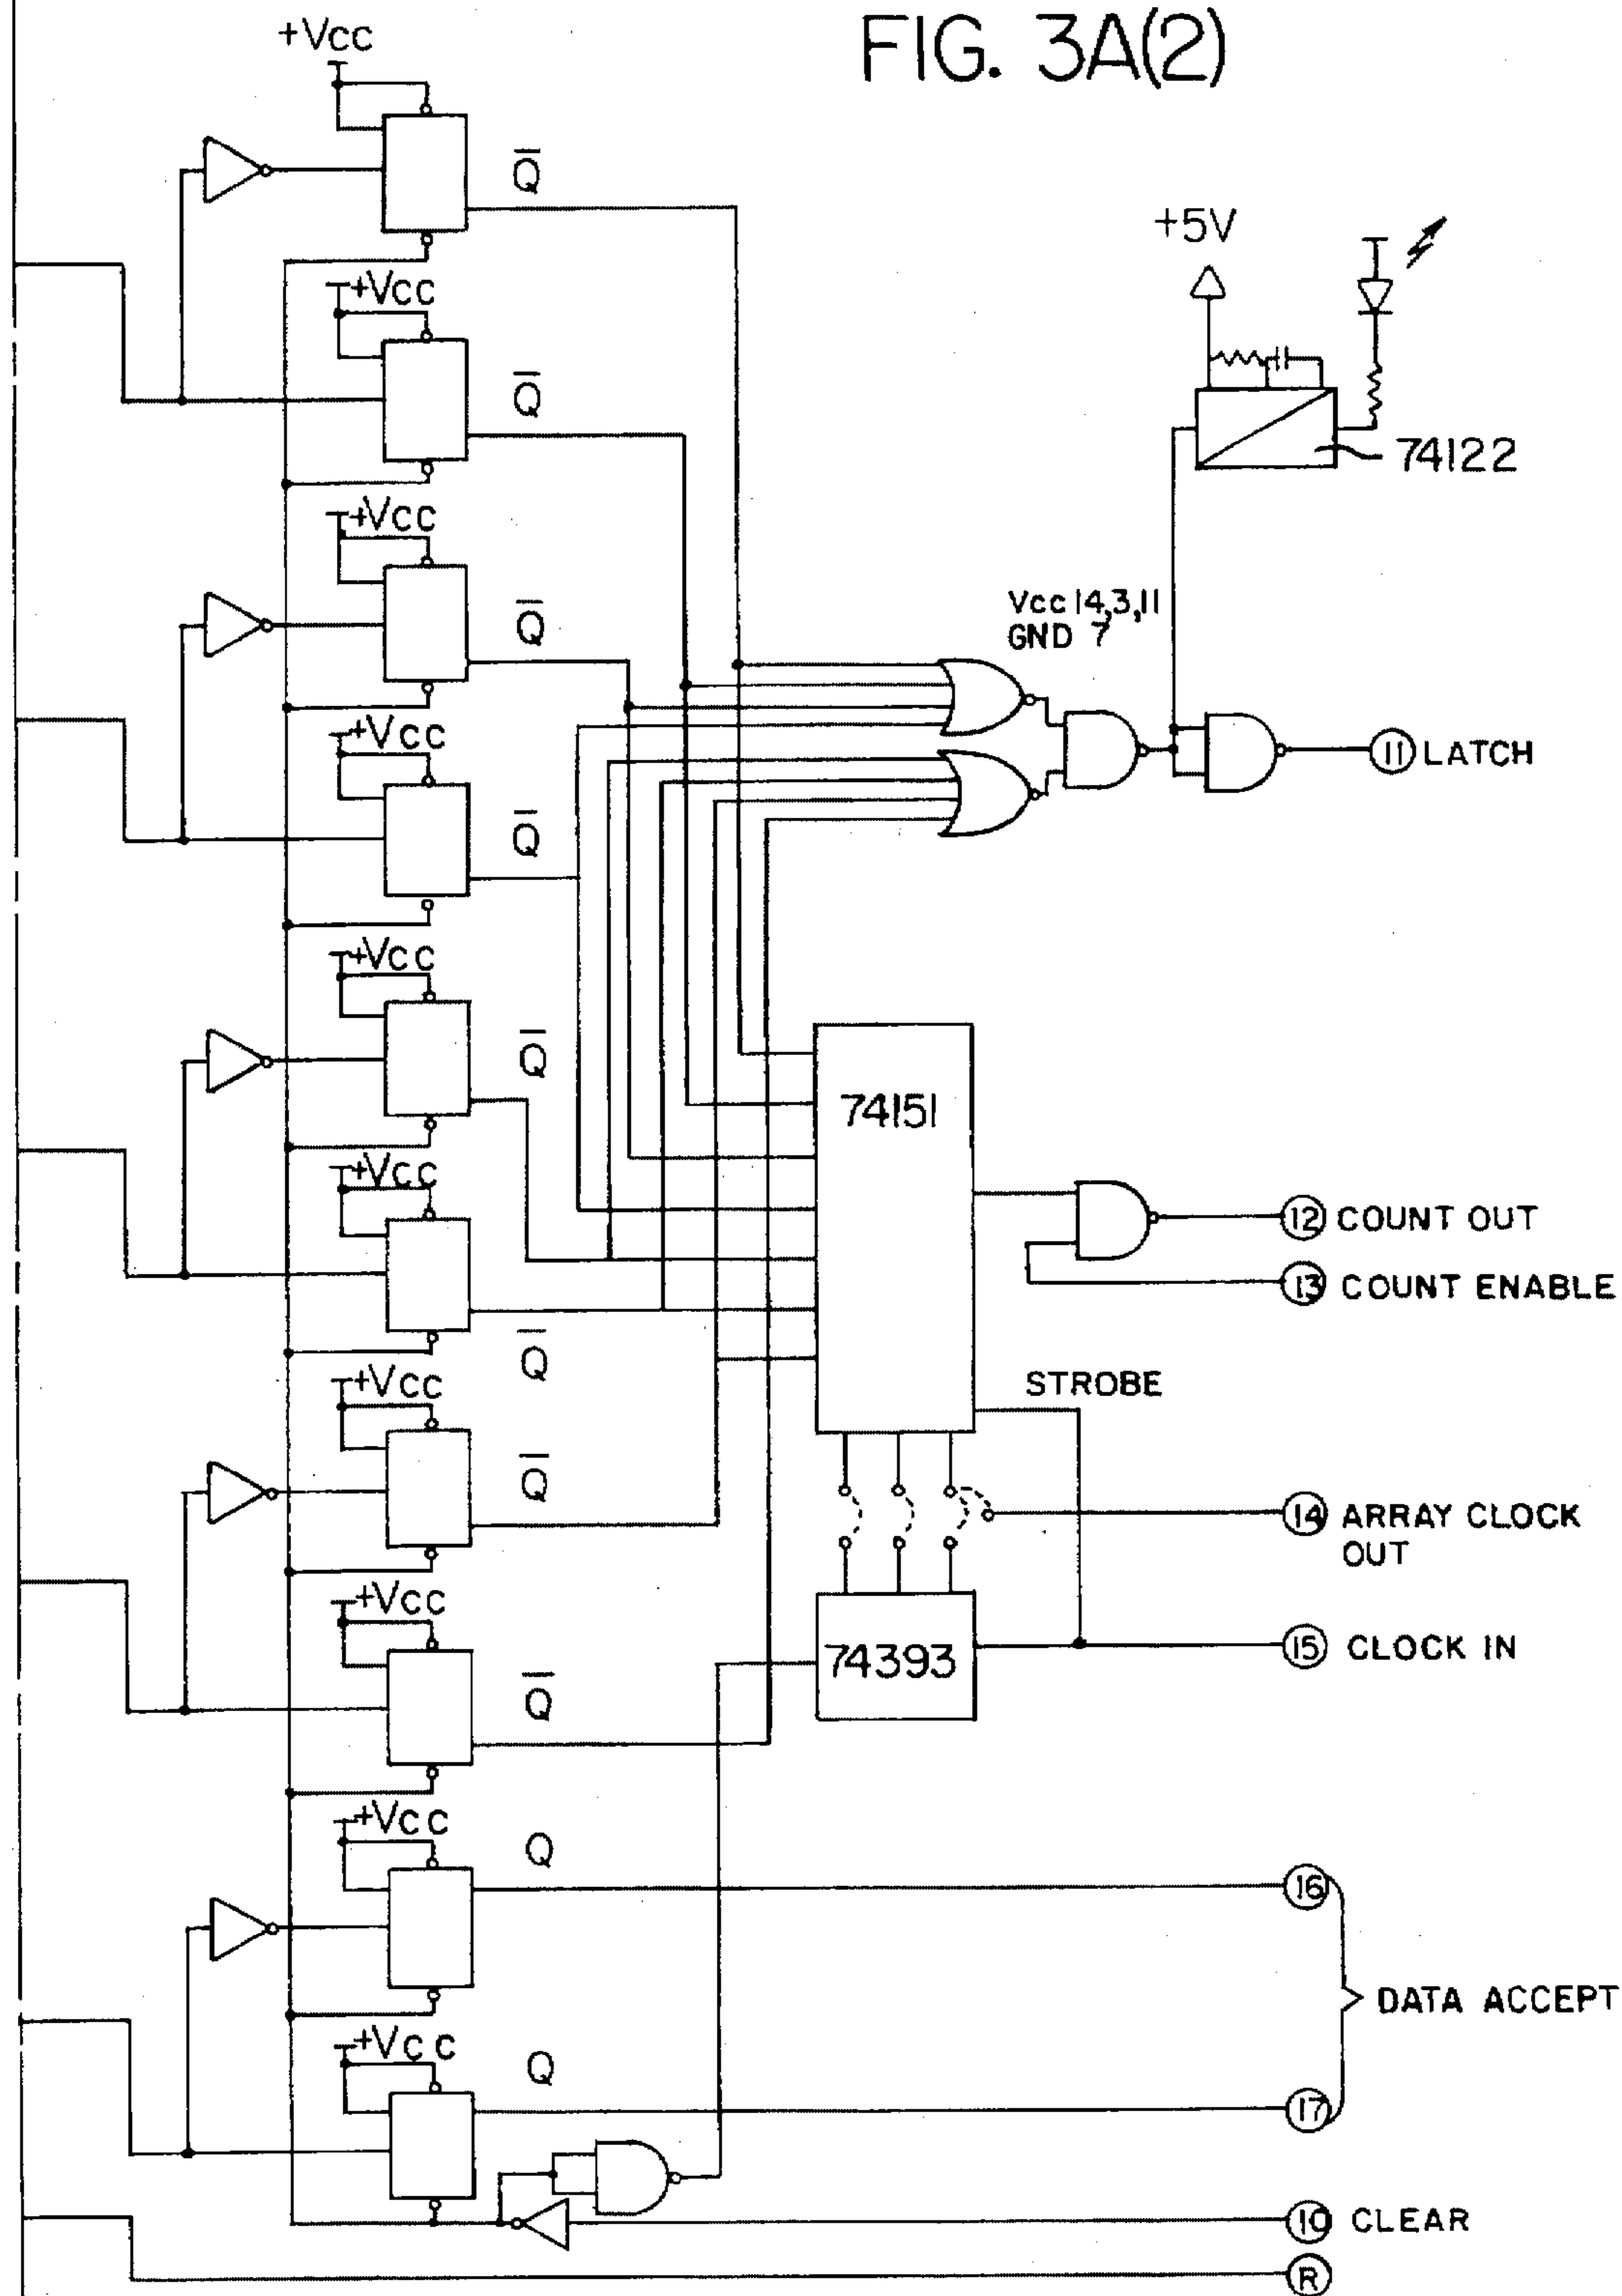 FIG. 3A(2)
+Vcc
Q̅
+5V
+Vcc
Q̅
74122
+Vcc
Q̅
Vcc 14,3,11
GND 7
+Vcc
11 LATCH
Q̅
+Vcc
Q̅
74151
+Vcc
12 COUNT OUT
13 COUNT ENABLE
Q̅
+Vcc
STROBE
Q̅
14 ARRAY CLOCK
OUT
+Vcc
15 CLOCK IN
74393
Q̅
+Vcc
Q
16
DATA ACCEPT
+Vcc
Q
17
10 CLEAR
R